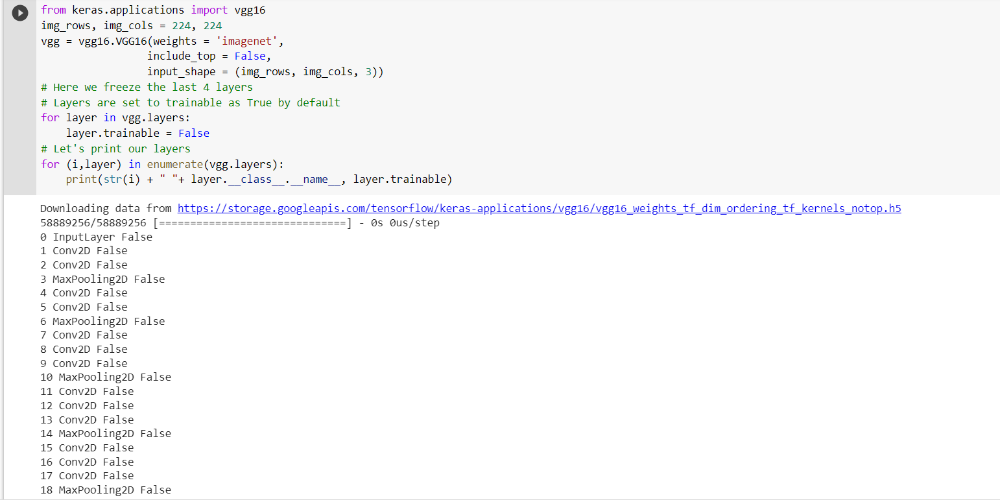 from keras.applications import vgg16
img_rows, img_cols = 224, 224
vgg = vgg16.VGG16(weights = 'imagenet',
                 include_top = False,
                 input_shape = (img_rows, img_cols, 3))
# Here we freeze the last 4 layers
# Layers are set to trainable as True by default
for layer in vgg.layers:
    layer.trainable = False
# Let's print our layers
for (i,layer) in enumerate(vgg.layers):
    print(str(i) + " "+ layer.__class__.__name__, layer.trainable)
Downloading data from https://storage.googleapis.com/tensorflow/keras-applications/vgg16/vgg16_weights_tf_dim_ordering_tf_kernels_notop.h5
58889256/58889256 [==============================] - 0s 0us/step
0 InputLayer False
1 Conv2D False
2 Conv2D False
3 MaxPooling2D False
4 Conv2D False
5 Conv2D False
6 MaxPooling2D False
7 Conv2D False
8 Conv2D False
9 Conv2D False
10 MaxPooling2D False
11 Conv2D False
12 Conv2D False
13 Conv2D False
14 MaxPooling2D False
15 Conv2D False
16 Conv2D False
17 Conv2D False
18 MaxPooling2D False